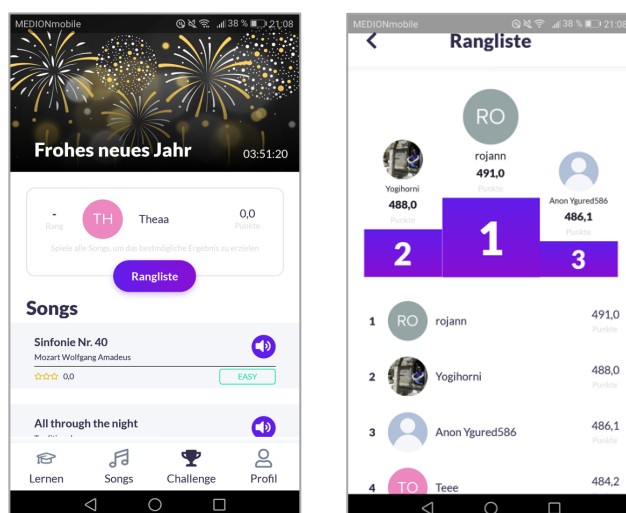 MEDIONmobile 38 % 21:08
Frohes neues Jahr 03:51:20
-
Rang
TH
Theaa
0,0
Punkte
Spiele alle Songs, um das bestmögliche Ergebnis zu erzielen
Rangliste
Songs
Sinfonie Nr. 40
Mozart Wolfgang Amadeus
0,0 EASY
All through the night
Lernen Songs Challenge Profil
MEDIONmobile 38 % 21:08
Rangliste
RO
rojann
491,0
Punkte
Yogihorni
488,0
Punkte
Anon Ygured586
486,1
Punkte
2 1 3
1 RO rojann 491,0
Punkte
2 Yogihorni 488,0
Punkte
3 Anon Ygured586 486,1
Punkte
4 TO Teee 484,2